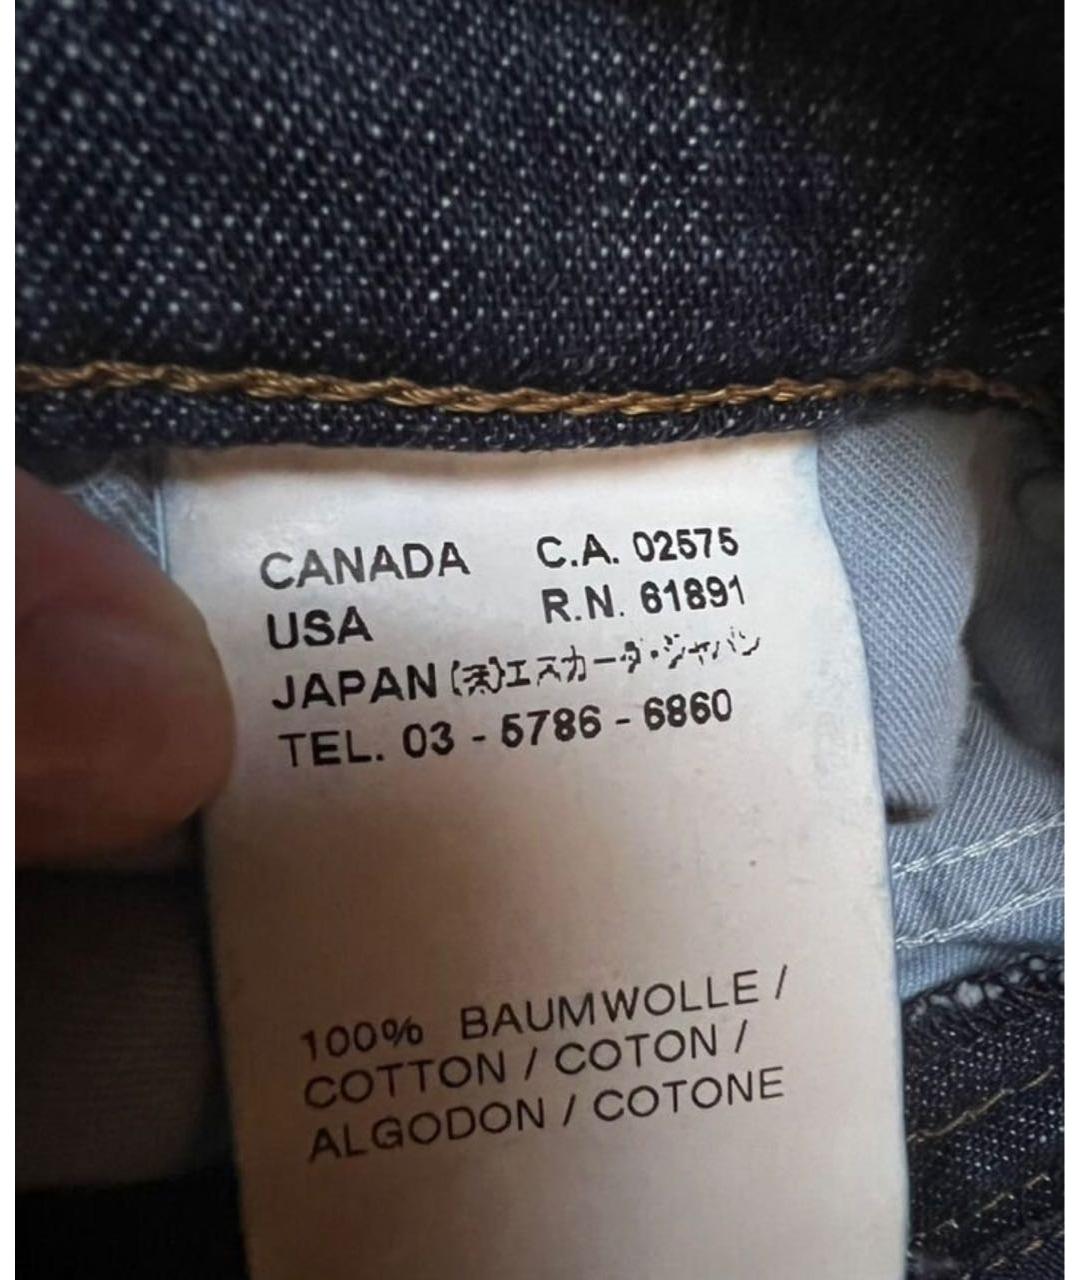 CANADA C.A. 02575
USA R.N. 61891
JAPAN (株)エスカーダ・ジャパン
TEL. 03 - 5786 - 6860
100% BAUMWOLLE /
COTTON / COTON /
ALGODON / COTONE